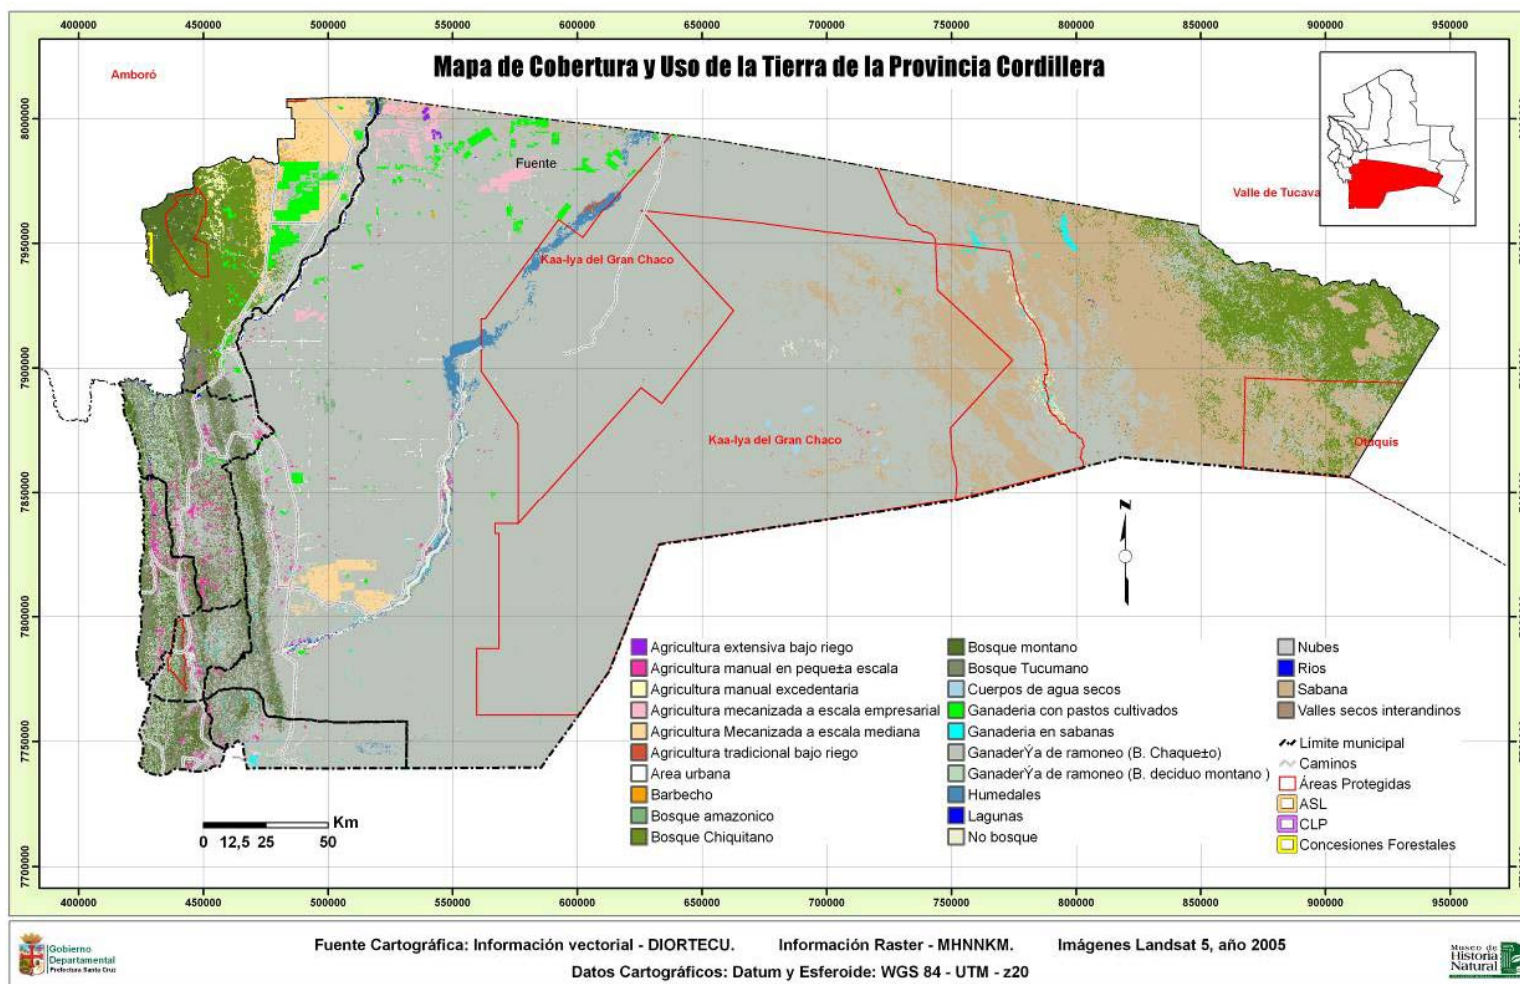 400000 450000 500000 550000 600000 650000 700000 750000 800000 850000 900000 950000
Mapa de Cobertura y Uso de la Tierra de la Provincia Cordillera
Amboró
8000000
Fuente
Valle de Tucava
7950000
Kaa-Iya del Gran Chaco
7900000
Kaa-Iya del Gran Chaco
Otuquis
7850000
z
7800000
7750000
7700000
Agricultura extensiva bajo riego
Agricultura manual en peque±a escala
Agricultura manual excedentaria
Agricultura mecanizada a escala empresarial
Agricultura Mecanizada a escala mediana
Agricultura tradicional bajo riego
Area urbana
Barbecho
Bosque amazonico
Bosque Chiquitano
Bosque montano
Bosque Tucumano
Cuerpos de agua secos
Ganaderia con pastos cultivados
Ganaderia en sabanas
GanaderÝa de ramoneo (B. Chaque±o)
GanaderÝa de ramoneo (B. deciduo montano )
Humedales
Lagunas
No bosque
Nubes
Rios
Sabana
Valles secos interandinos
Límite municipal
Caminos
Áreas Protegidas
ASL
CLP
Concesiones Forestales
Km
0 12,5 25 50
400000 450000 500000 550000 600000 650000 700000 750000 800000 850000 900000 950000
Gobierno
Departamental
Prefectura Santa Cruz
Fuente Cartográfica: Información vectorial - DIORTECU. Información Raster - MHNNKM. Imágenes Landsat 5, año 2005
Datos Cartográficos: Datum y Esferoide: WGS 84 - UTM - z20
Museo de
Historia
Natural